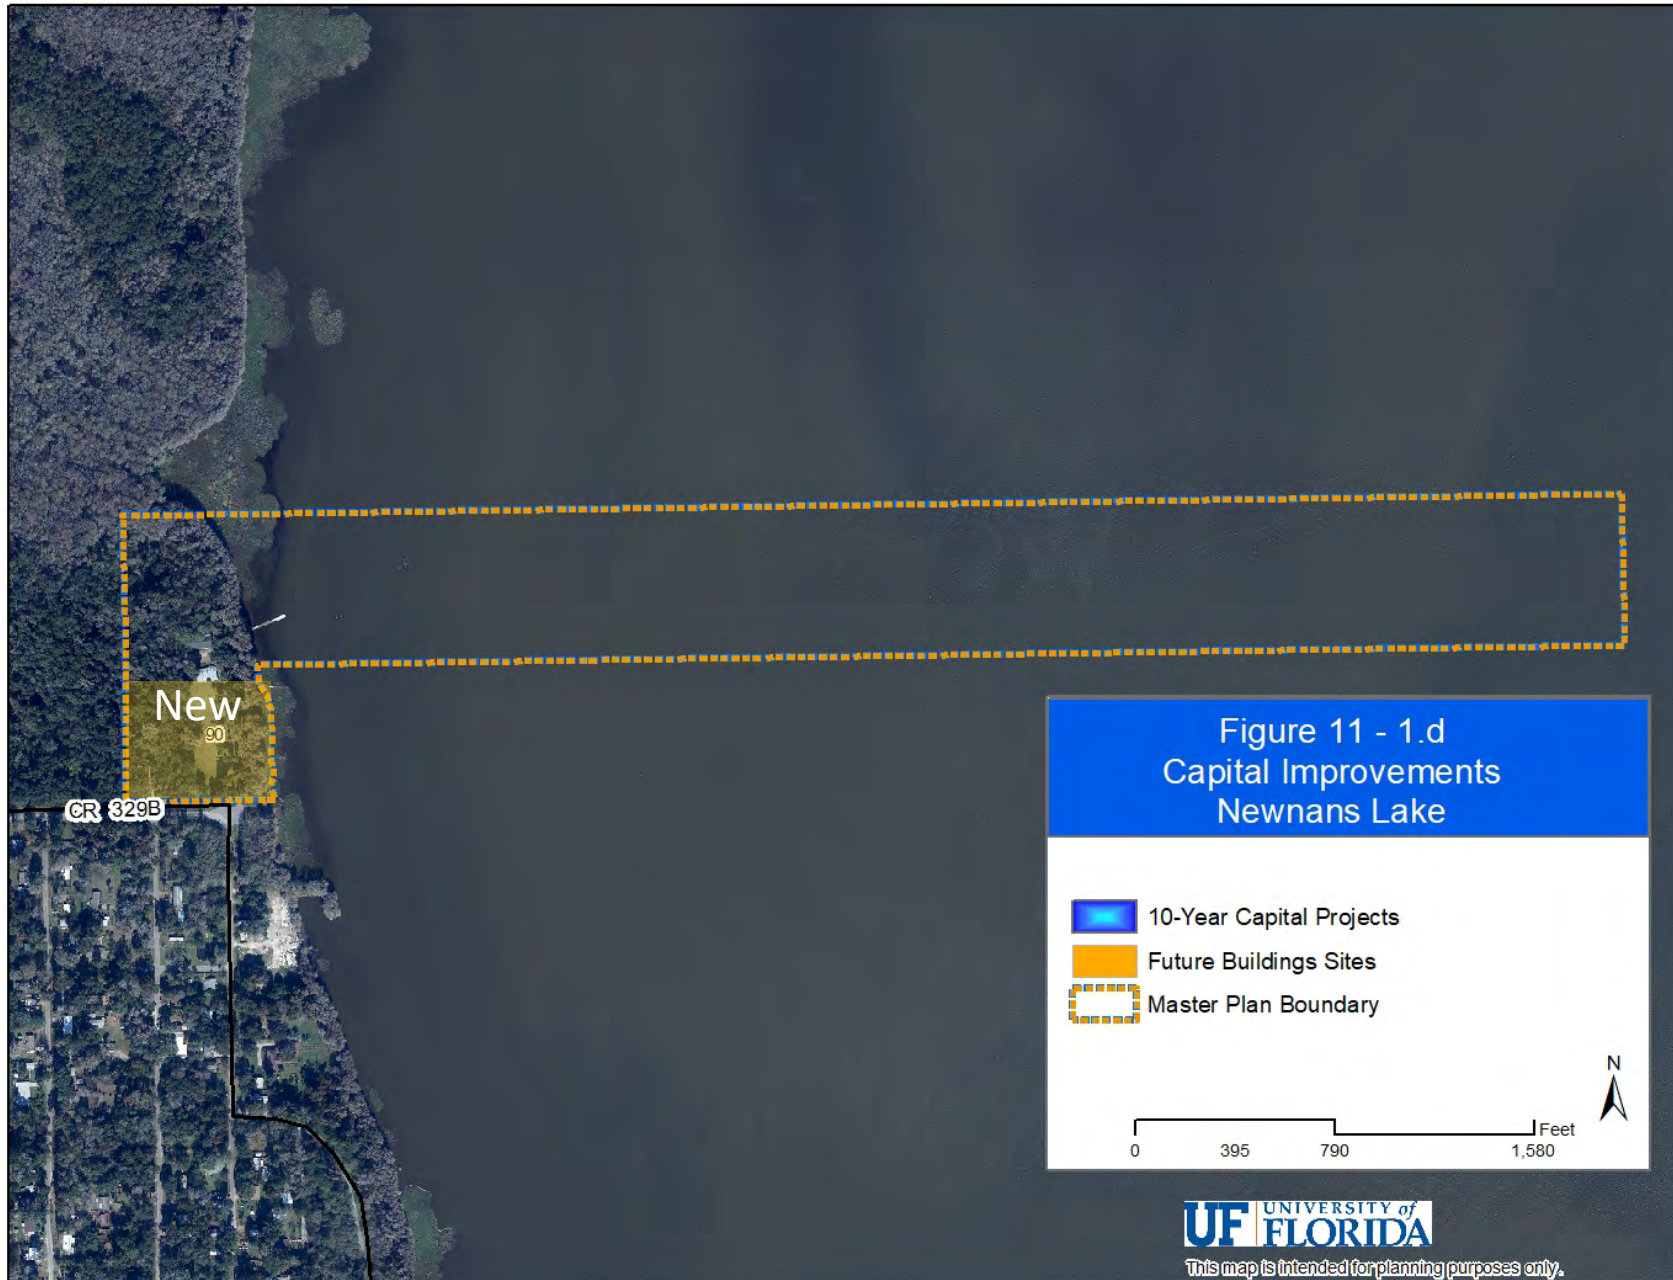 New
90
CR 329B
Figure 11 - 1.d
Capital Improvements
Newnans Lake
10-Year Capital Projects
Future Buildings Sites
Master Plan Boundary
N
Feet
0 395 790 1,580
UF UNIVERSITY of
FLORIDA
This map is intended for planning purposes only.